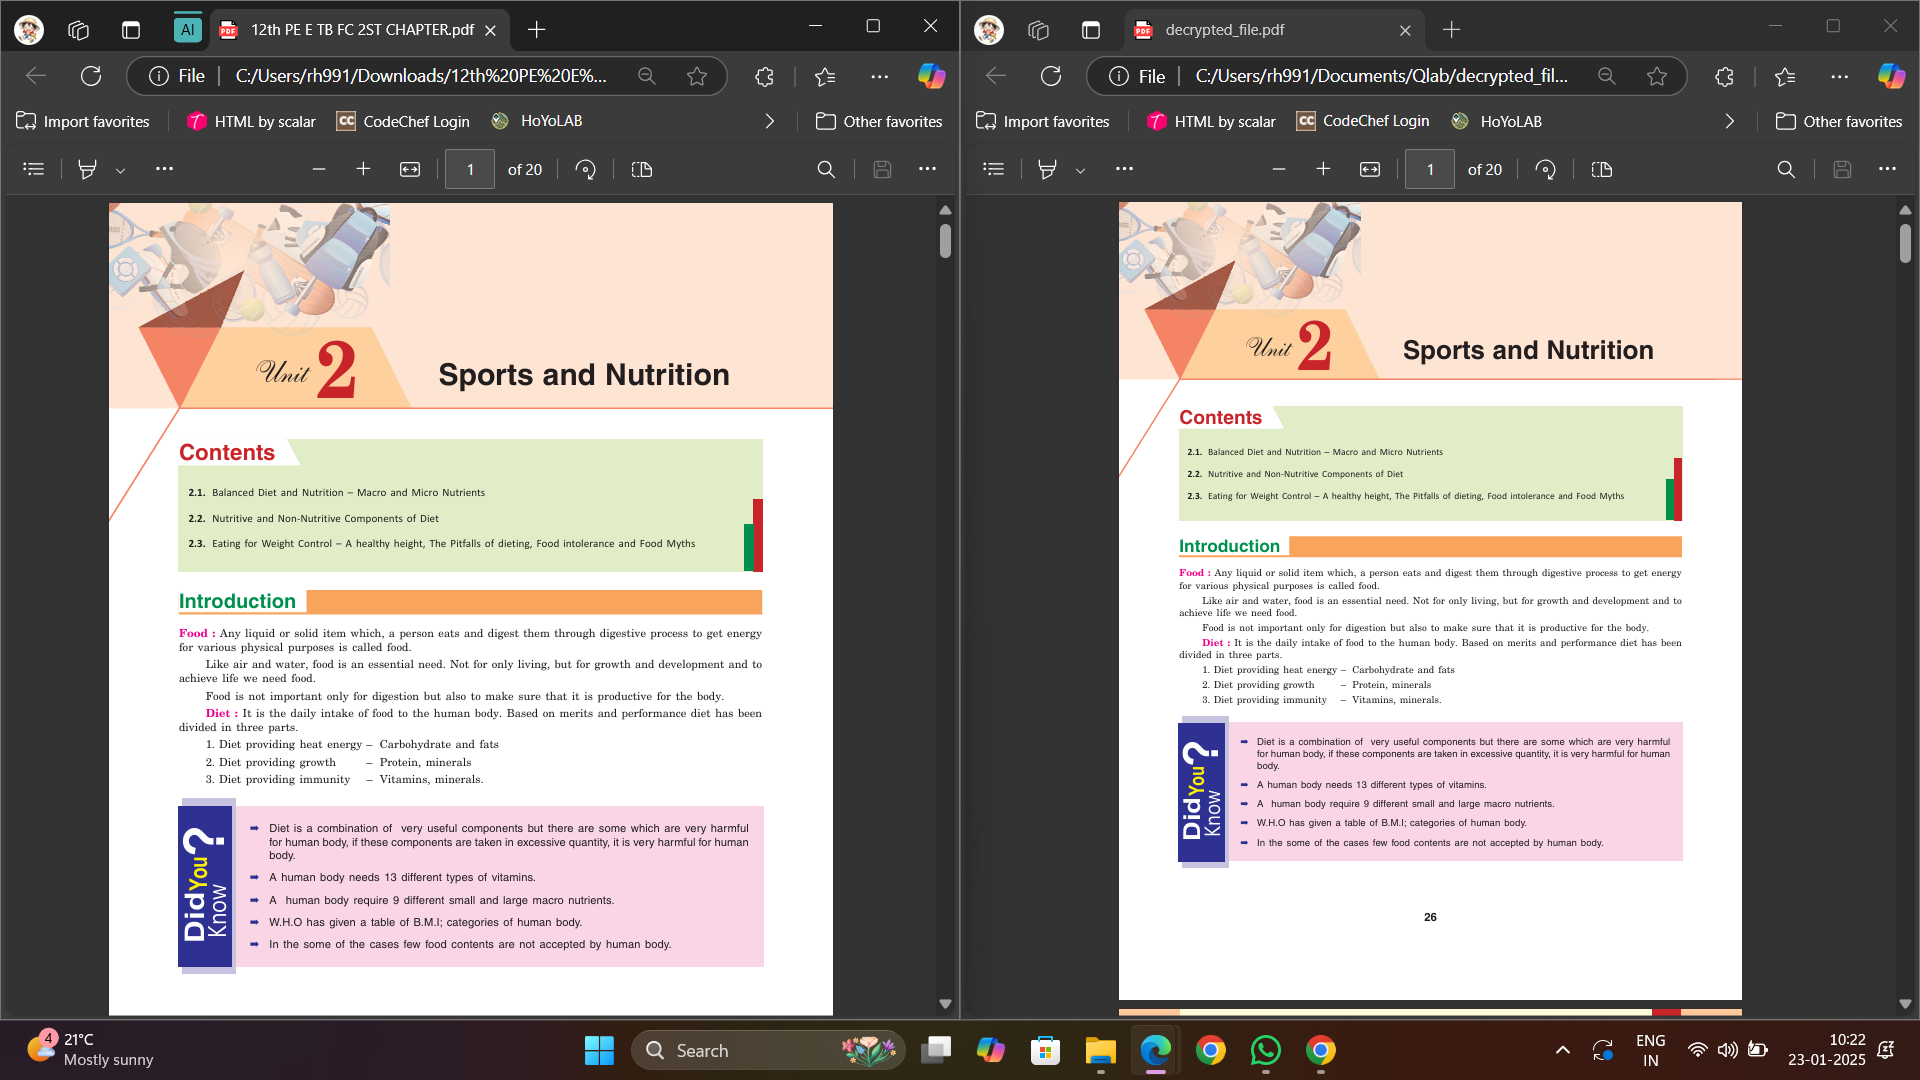 AI
12th PE E TB FC 2ST CHAPTER.pdf
File
C:/Users/rh991/Downloads/12th%20PE%20E%...
Import favorites
HTML by scalar
CC
CodeChef Login
HoYoLAB
Other favorites
1 of 20
Unit 2
Sports and Nutrition
Contents
2.1. Balanced Diet and Nutrition – Macro and Micro Nutrients
2.2. Nutritive and Non-Nutritive Components of Diet
2.3. Eating for Weight Control – A healthy height, The Pitfalls of dieting, Food intolerance and Food Myths
Introduction
Food : Any liquid or solid item which, a person eats and digest them through digestive process to get energy
for various physical purposes is called food.
Like air and water, food is an essential need. Not for only living, but for growth and development and to
achieve life we need food.
Food is not important only for digestion but also to make sure that it is productive for the body.
Diet : It is the daily intake of food to the human body. Based on merits and performance diet has been
divided in three parts.
1. Diet providing heat energy – Carbohydrate and fats
2. Diet providing growth – Protein, minerals
3. Diet providing immunity – Vitamins, minerals.
Did You
Know ?
➡ Diet is a combination of very useful components but there are some which are very harmful
for human body, if these components are taken in excessive quantity, it is very harmful for human
body.
➡ A human body needs 13 different types of vitamins.
➡ A human body require 9 different small and large macro nutrients.
➡ W.H.O has given a table of B.M.I; categories of human body.
➡ In the some of the cases few food contents are not accepted by human body.
decrypted_file.pdf
File
C:/Users/rh991/Documents/Qlab/decrypted_fil...
Import favorites
HTML by scalar
CC
CodeChef Login
HoYoLAB
Other favorites
1 of 20
Unit 2
Sports and Nutrition
Contents
2.1. Balanced Diet and Nutrition – Macro and Micro Nutrients
2.2. Nutritive and Non-Nutritive Components of Diet
2.3. Eating for Weight Control – A healthy height, The Pitfalls of dieting, Food intolerance and Food Myths
Introduction
Food : Any liquid or solid item which, a person eats and digest them through digestive process to get energy
for various physical purposes is called food.
Like air and water, food is an essential need. Not for only living, but for growth and development and to
achieve life we need food.
Food is not important only for digestion but also to make sure that it is productive for the body.
Diet : It is the daily intake of food to the human body. Based on merits and performance diet has been
divided in three parts.
1. Diet providing heat energy – Carbohydrate and fats
2. Diet providing growth – Protein, minerals
3. Diet providing immunity – Vitamins, minerals.
Did You
Know ?
➡ Diet is a combination of very useful components but there are some which are very harmful
for human body, if these components are taken in excessive quantity, it is very harmful for human
body.
➡ A human body needs 13 different types of vitamins.
➡ A human body require 9 different small and large macro nutrients.
➡ W.H.O has given a table of B.M.I; categories of human body.
➡ In the some of the cases few food contents are not accepted by human body.
26
4
21°C
Mostly sunny
Search
ENG
IN
10:22
23-01-2025